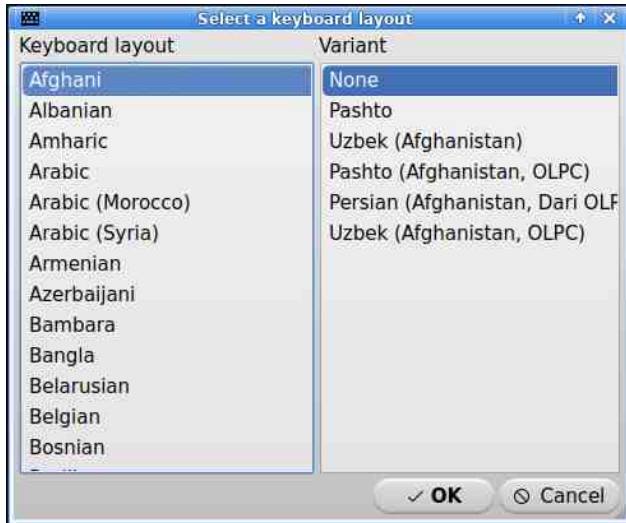 Select a keyboard layout
Keyboard layout
Afghani
Albanian
Amharic
Arabic
Arabic (Morocco)
Arabic (Syria)
Armenian
Azerbaijani
Bambara
Bangla
Belarusian
Belgian
Bosnian
Variant
None
Pashto
Uzbek (Afghanistan)
Pashto (Afghanistan, OLPC)
Persian (Afghanistan, Dari OLP
Uzbek (Afghanistan, OLPC)
OK
Cancel